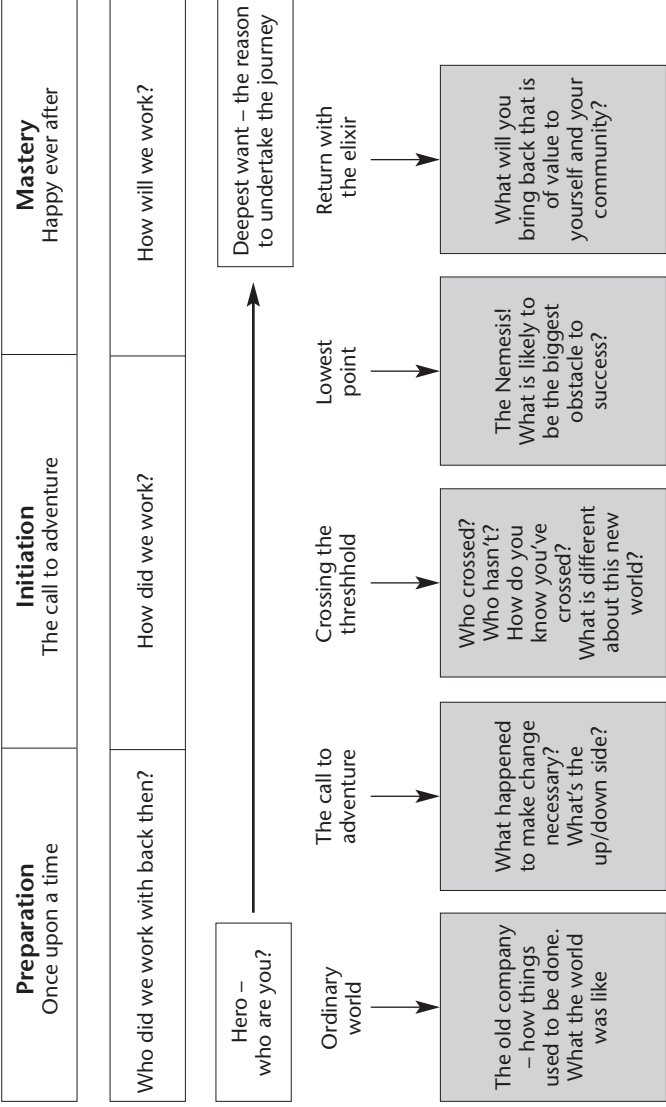 Preparation
Once upon a time
Initiation
The call to adventure
Mastery
Happy ever after
Who did we work with back then?
How did we work?
How will we work?
Hero –
who are you?
Deepest want – the reason
to undertake the journey
Ordinary
world
The call to
adventure
Crossing the
threshhold
Lowest
point
Return with
the elixir
The old company
– how things
used to be done.
What the world
was like
What happened
to make change
necessary?
What's the
up/down side?
Who crossed?
Who hasn't?
How do you
know you've
crossed?
What is different
about this new
world?
The Nemesis!
What is likely to
be the biggest
obstacle to
success?
What will you
bring back that is
of value to
yourself and your
community?